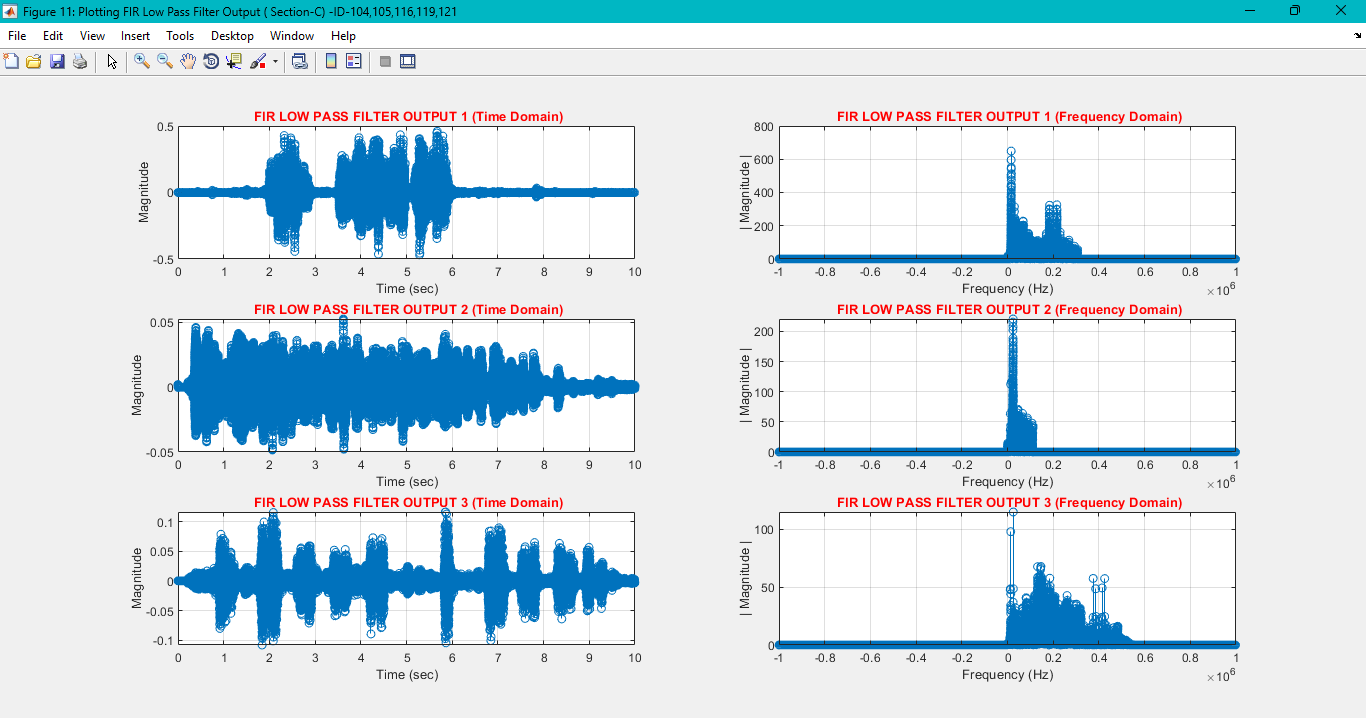 Figure 11: Plotting FIR Low Pass Filter Output ( Section-C) -ID-104,105,116,119,121
File Edit View Insert Tools Desktop Window Help
FIR LOW PASS FILTER OUTPUT 1 (Time Domain)
0.5
0
-0.5
Magnitude
0 1 2 3 4 5 6 7 8 9 10
Time (sec)
FIR LOW PASS FILTER OUTPUT 1 (Frequency Domain)
800
600
400
200
0
| Magnitude |
-1 -0.8 -0.6 -0.4 -0.2 0 0.2 0.4 0.6 0.8 1
Frequency (Hz)
×10^6
FIR LOW PASS FILTER OUTPUT 2 (Time Domain)
0.05
0
-0.05
Magnitude
0 1 2 3 4 5 6 7 8 9 10
Time (sec)
FIR LOW PASS FILTER OUTPUT 2 (Frequency Domain)
200
150
100
50
0
| Magnitude |
-1 -0.8 -0.6 -0.4 -0.2 0 0.2 0.4 0.6 0.8 1
Frequency (Hz)
×10^6
FIR LOW PASS FILTER OUTPUT 3 (Time Domain)
0.1
0.05
0
-0.05
-0.1
Magnitude
0 1 2 3 4 5 6 7 8 9 10
Time (sec)
FIR LOW PASS FILTER OUTPUT 3 (Frequency Domain)
100
50
0
| Magnitude |
-1 -0.8 -0.6 -0.4 -0.2 0 0.2 0.4 0.6 0.8 1
Frequency (Hz)
×10^6